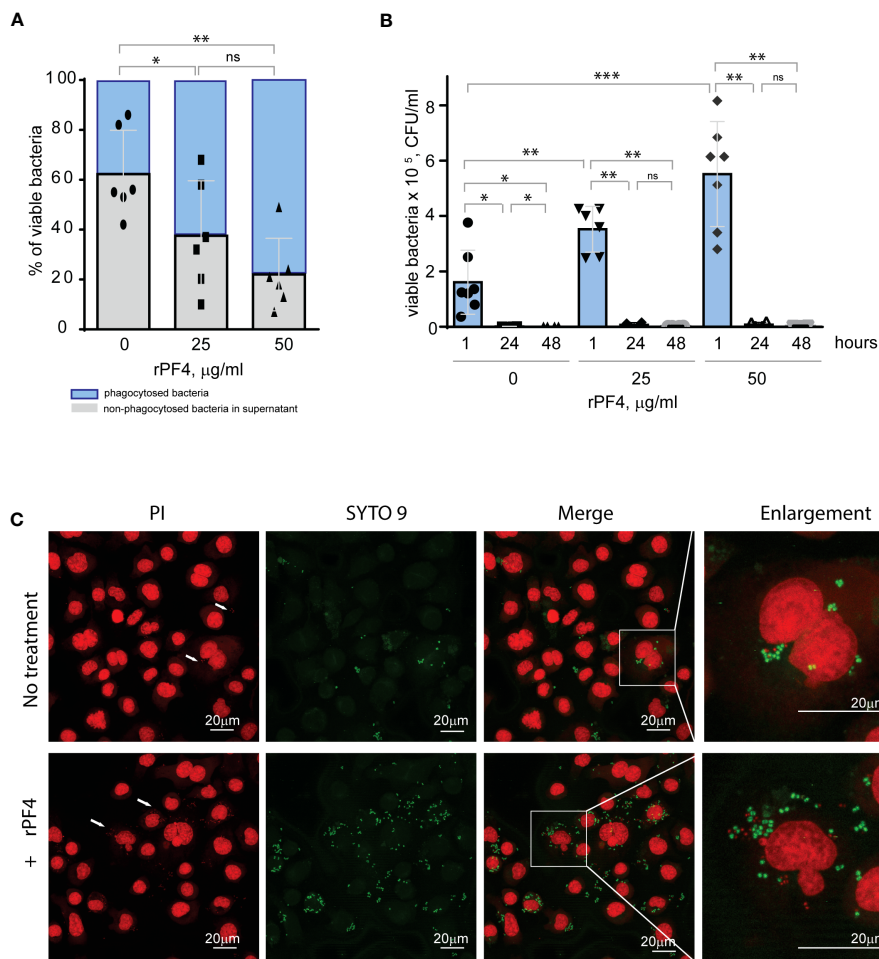 A
**
*
ns
100
80
60
40
20
0
% of viable bacteria
0 25 50
rPF4, µg/ml
phagocytosed bacteria
non-phagocytosed bacteria in supernatant
B
**
***
** ns
** **
* ** ns
* *
8
6
4
2
0
viable bacteria x 10 5, CFU/ml
1 24 48 1 24 48 1 24 48 hours
0 25 50
rPF4, µg/ml
C
PI SYTO 9 Merge Enlargement
No treatment
20µm 20µm 20µm 20µm
+ rPF4
20µm 20µm 20µm 20µm